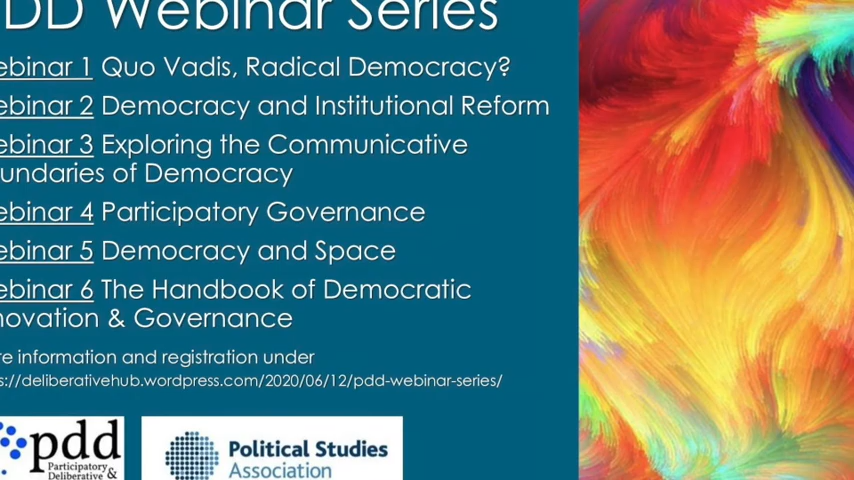 DD Webinar Series
ebinar 1 Quo Vadis, Radical Democracy?
ebinar 2 Democracy and Institutional Reform
ebinar 3 Exploring the Communicative
undaries of Democracy
ebinar 4 Participatory Governance
ebinar 5 Democracy and Space
ebinar 6 The Handbook of Democratic
novation & Governance
re information and registration under
s://deliberativehub.wordpress.com/2020/06/12/pdd-webinar-series/
pdd
Participatory
Deliberative &
Political Studies
Association